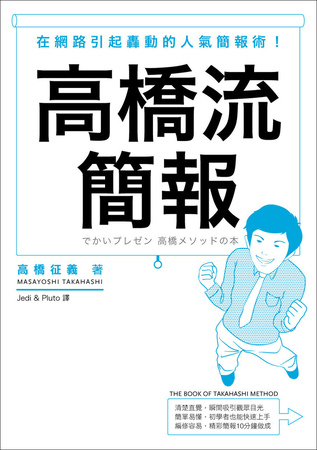 在網路引起轟動的人氣簡報術！
高橋流
簡報
でかいプレゼン 高橋メソッドの本
高橋征義 著
MASAYOSHI TAKAHASHI
Jedi & Pluto 譯
THE BOOK OF TAKAHASHI METHOD
清楚直覺，瞬間吸引觀眾目光
簡單易懂，初學者也能快速上手
編修容易，精彩簡報10分鐘做成